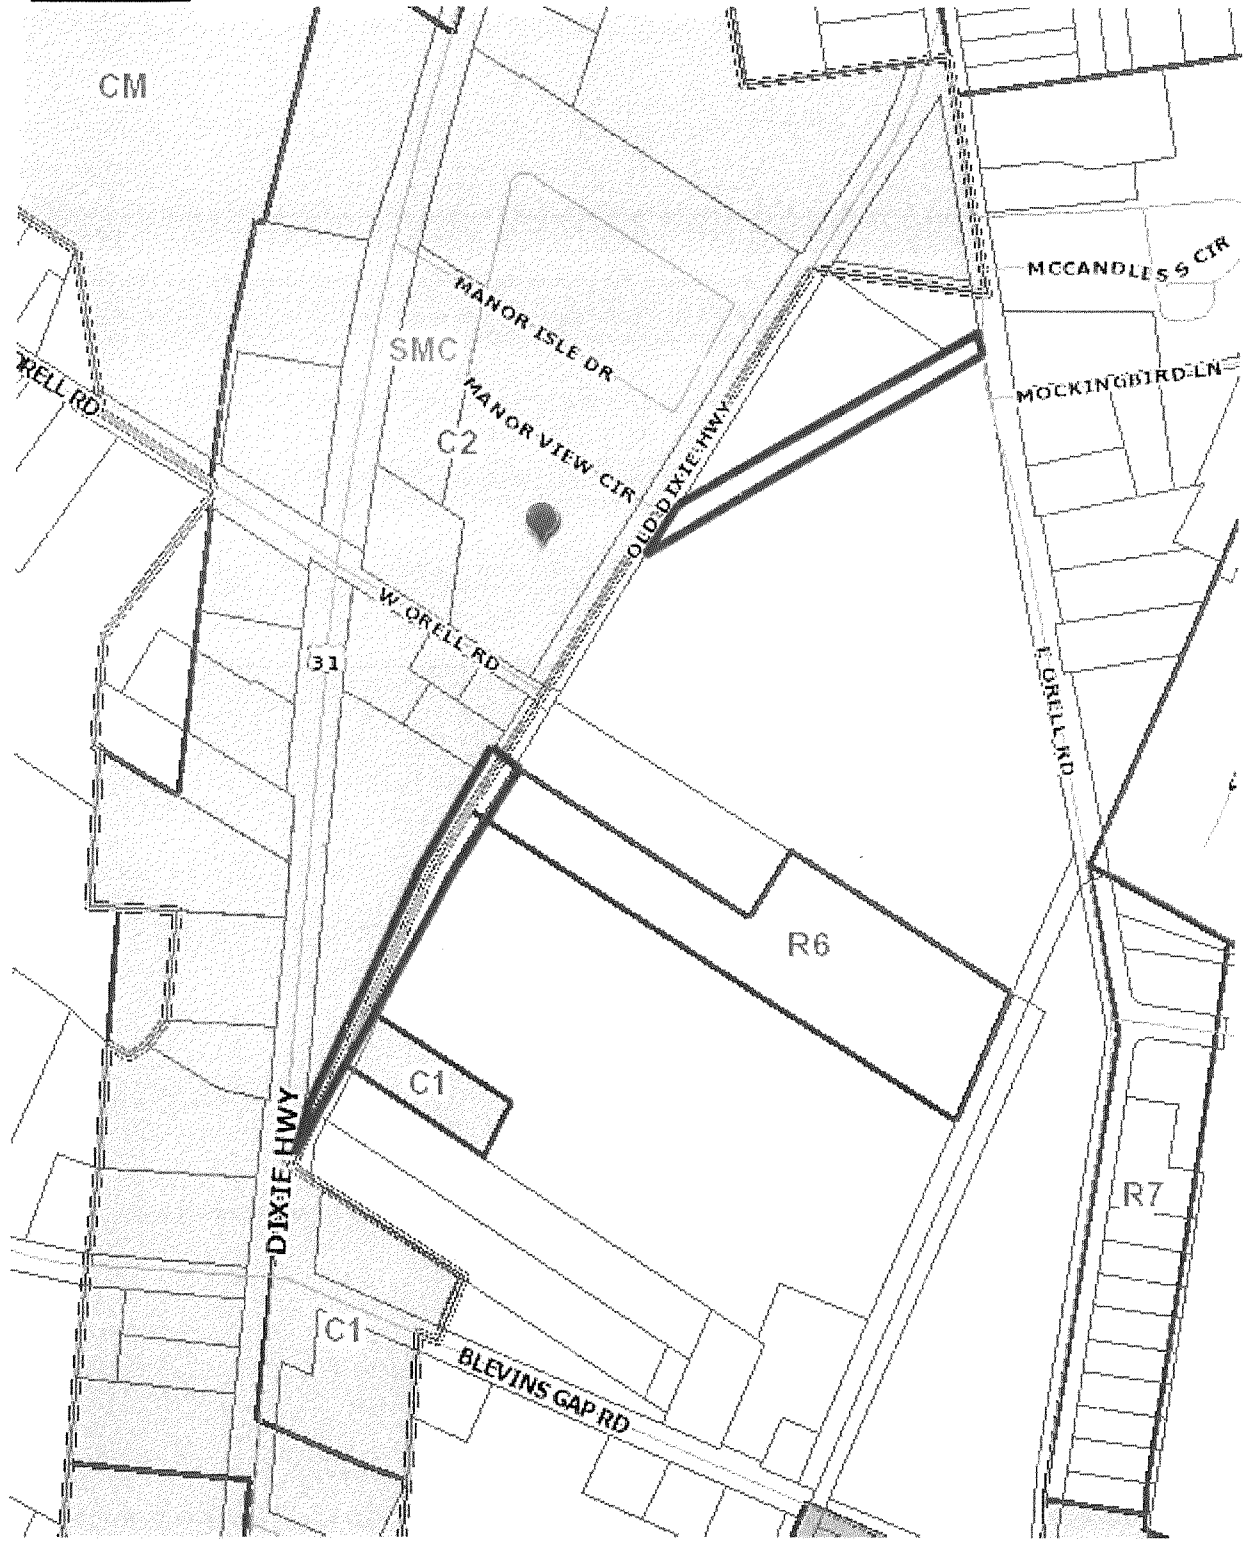 CM
MCCANDLESS CIR
MANOR ISLE DR
SMC
ORELL RD
MOCKINGBIRD LN
MANOR VIEW CIR
C2
OLD DIXIE HWY
W ORELL RD
31
E ORELL RD
R6
C1
DIXIE HWY
R7
C1
BLEVINS GAP RD